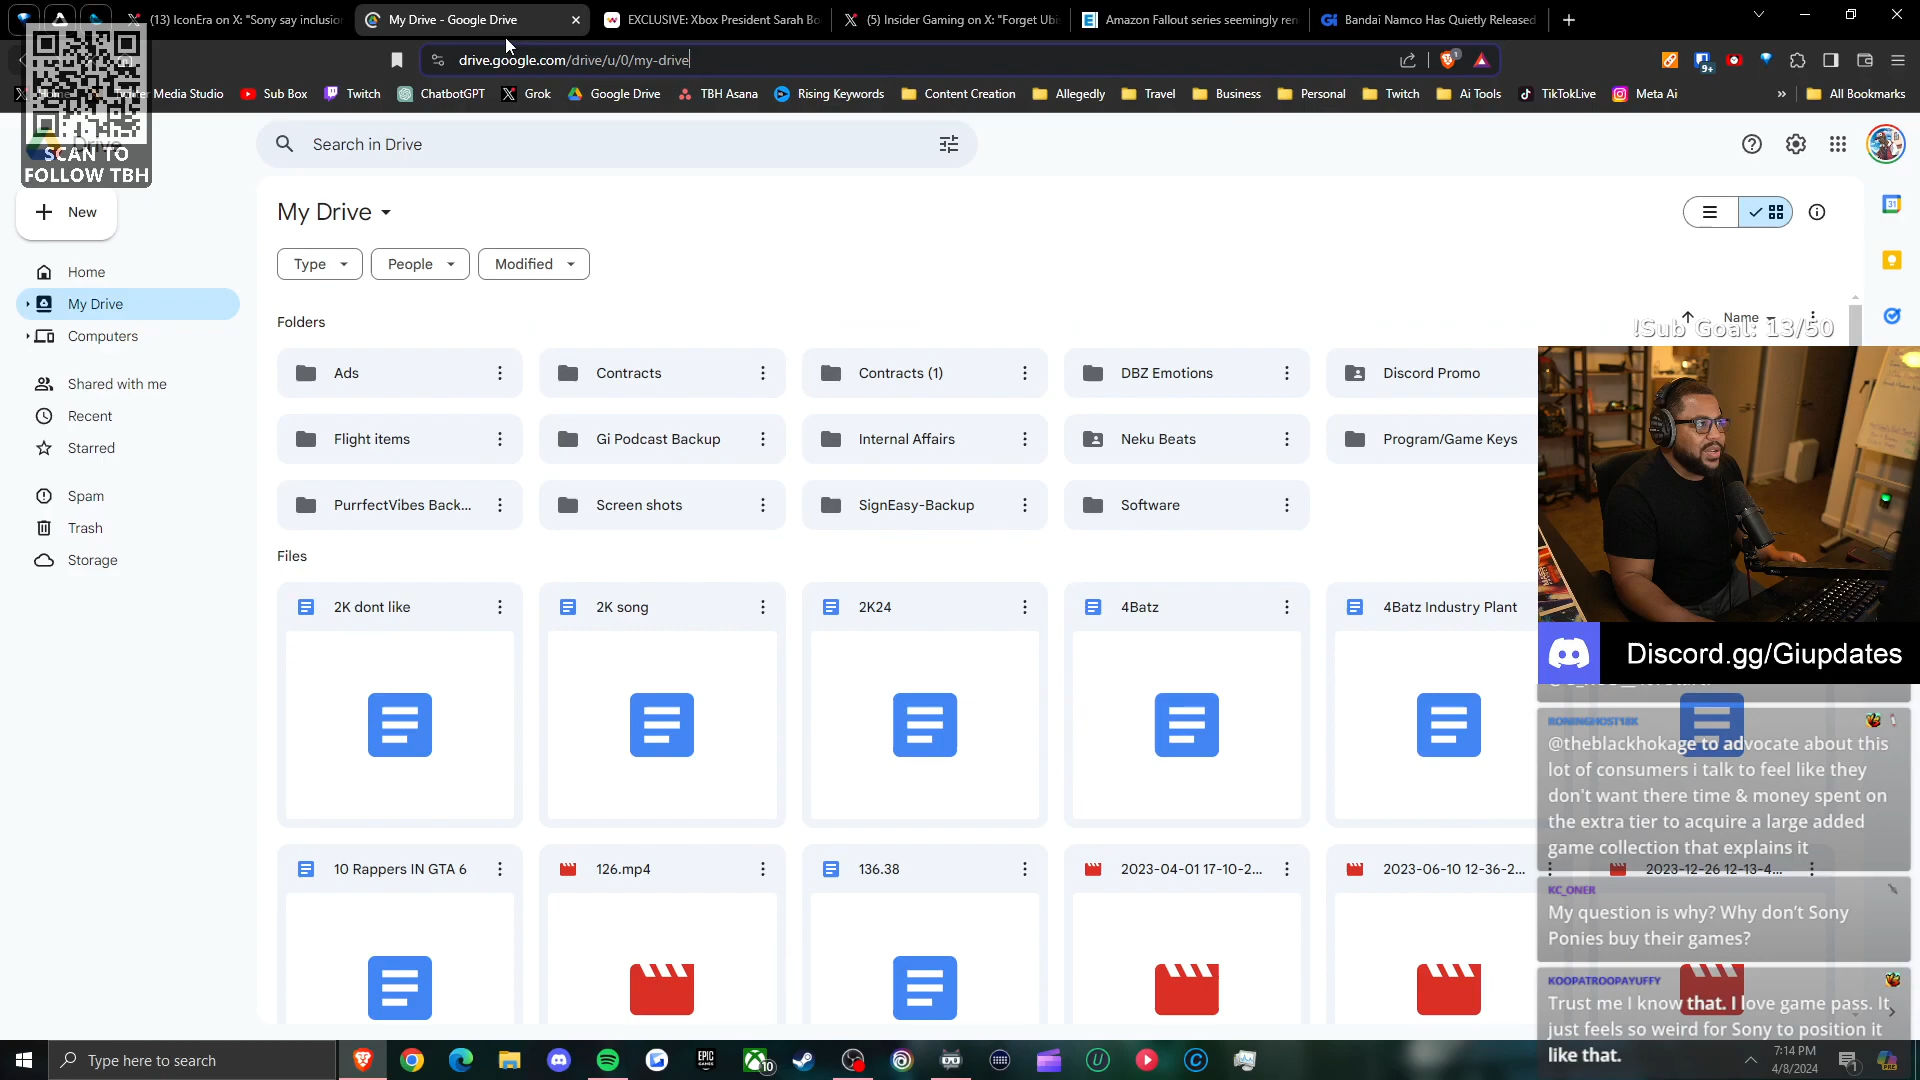 (13) IconEra on X: "Sony say inclusion
My Drive - Google Drive
EXCLUSIVE: Xbox President Sarah Bo
(5) Insider Gaming on X: "Forget Ubi
Amazon Fallout series seemingly ren
Bandai Namco Has Quietly Released
drive.google.com/drive/u/0/my-drive
9+
Media Studio
Sub Box
Twitch
ChatbotGPT
Grok
Google Drive
TBH Asana
Rising Keywords
Content Creation
Allegedly
Travel
Business
Personal
Twitch
Ai Tools
TikTokLive
Meta Ai
All Bookmarks
SCAN TO
FOLLOW TBH
Search in Drive
New
Home
My Drive
Computers
Shared with me
Recent
Starred
Spam
Trash
Storage
My Drive
Type
People
Modified
Folders
Name
!Sub Goal: 13/50
Ads
Contracts
Contracts (1)
DBZ Emotions
Discord Promo
Flight items
Gi Podcast Backup
Internal Affairs
Neku Beats
Program/Game Keys
PurrfectVibes Back...
Screen shots
SignEasy-Backup
Software
Files
2K dont like
2K song
2K24
4Batz
4Batz Industry Plant
10 Rappers IN GTA 6
126.mp4
136.38
2023-04-01 17-10-2...
2023-06-10 12-36-2...
2023-12-26 12-13-4...
Discord.gg/Giupdates
RONINGHOST18K
@theblackhokage to advocate about this
lot of consumers i talk to feel like they
don't want there time & money spent on
the extra tier to acquire a large added
game collection that explains it
KC_ONER
My question is why? Why don't Sony
Ponies buy their games?
KOOPATROOPAYUFFY
Trust me I know that. I love game pass. It
just feels so weird for Sony to position it
like that.
Type here to search
10
7:14 PM
4/8/2024